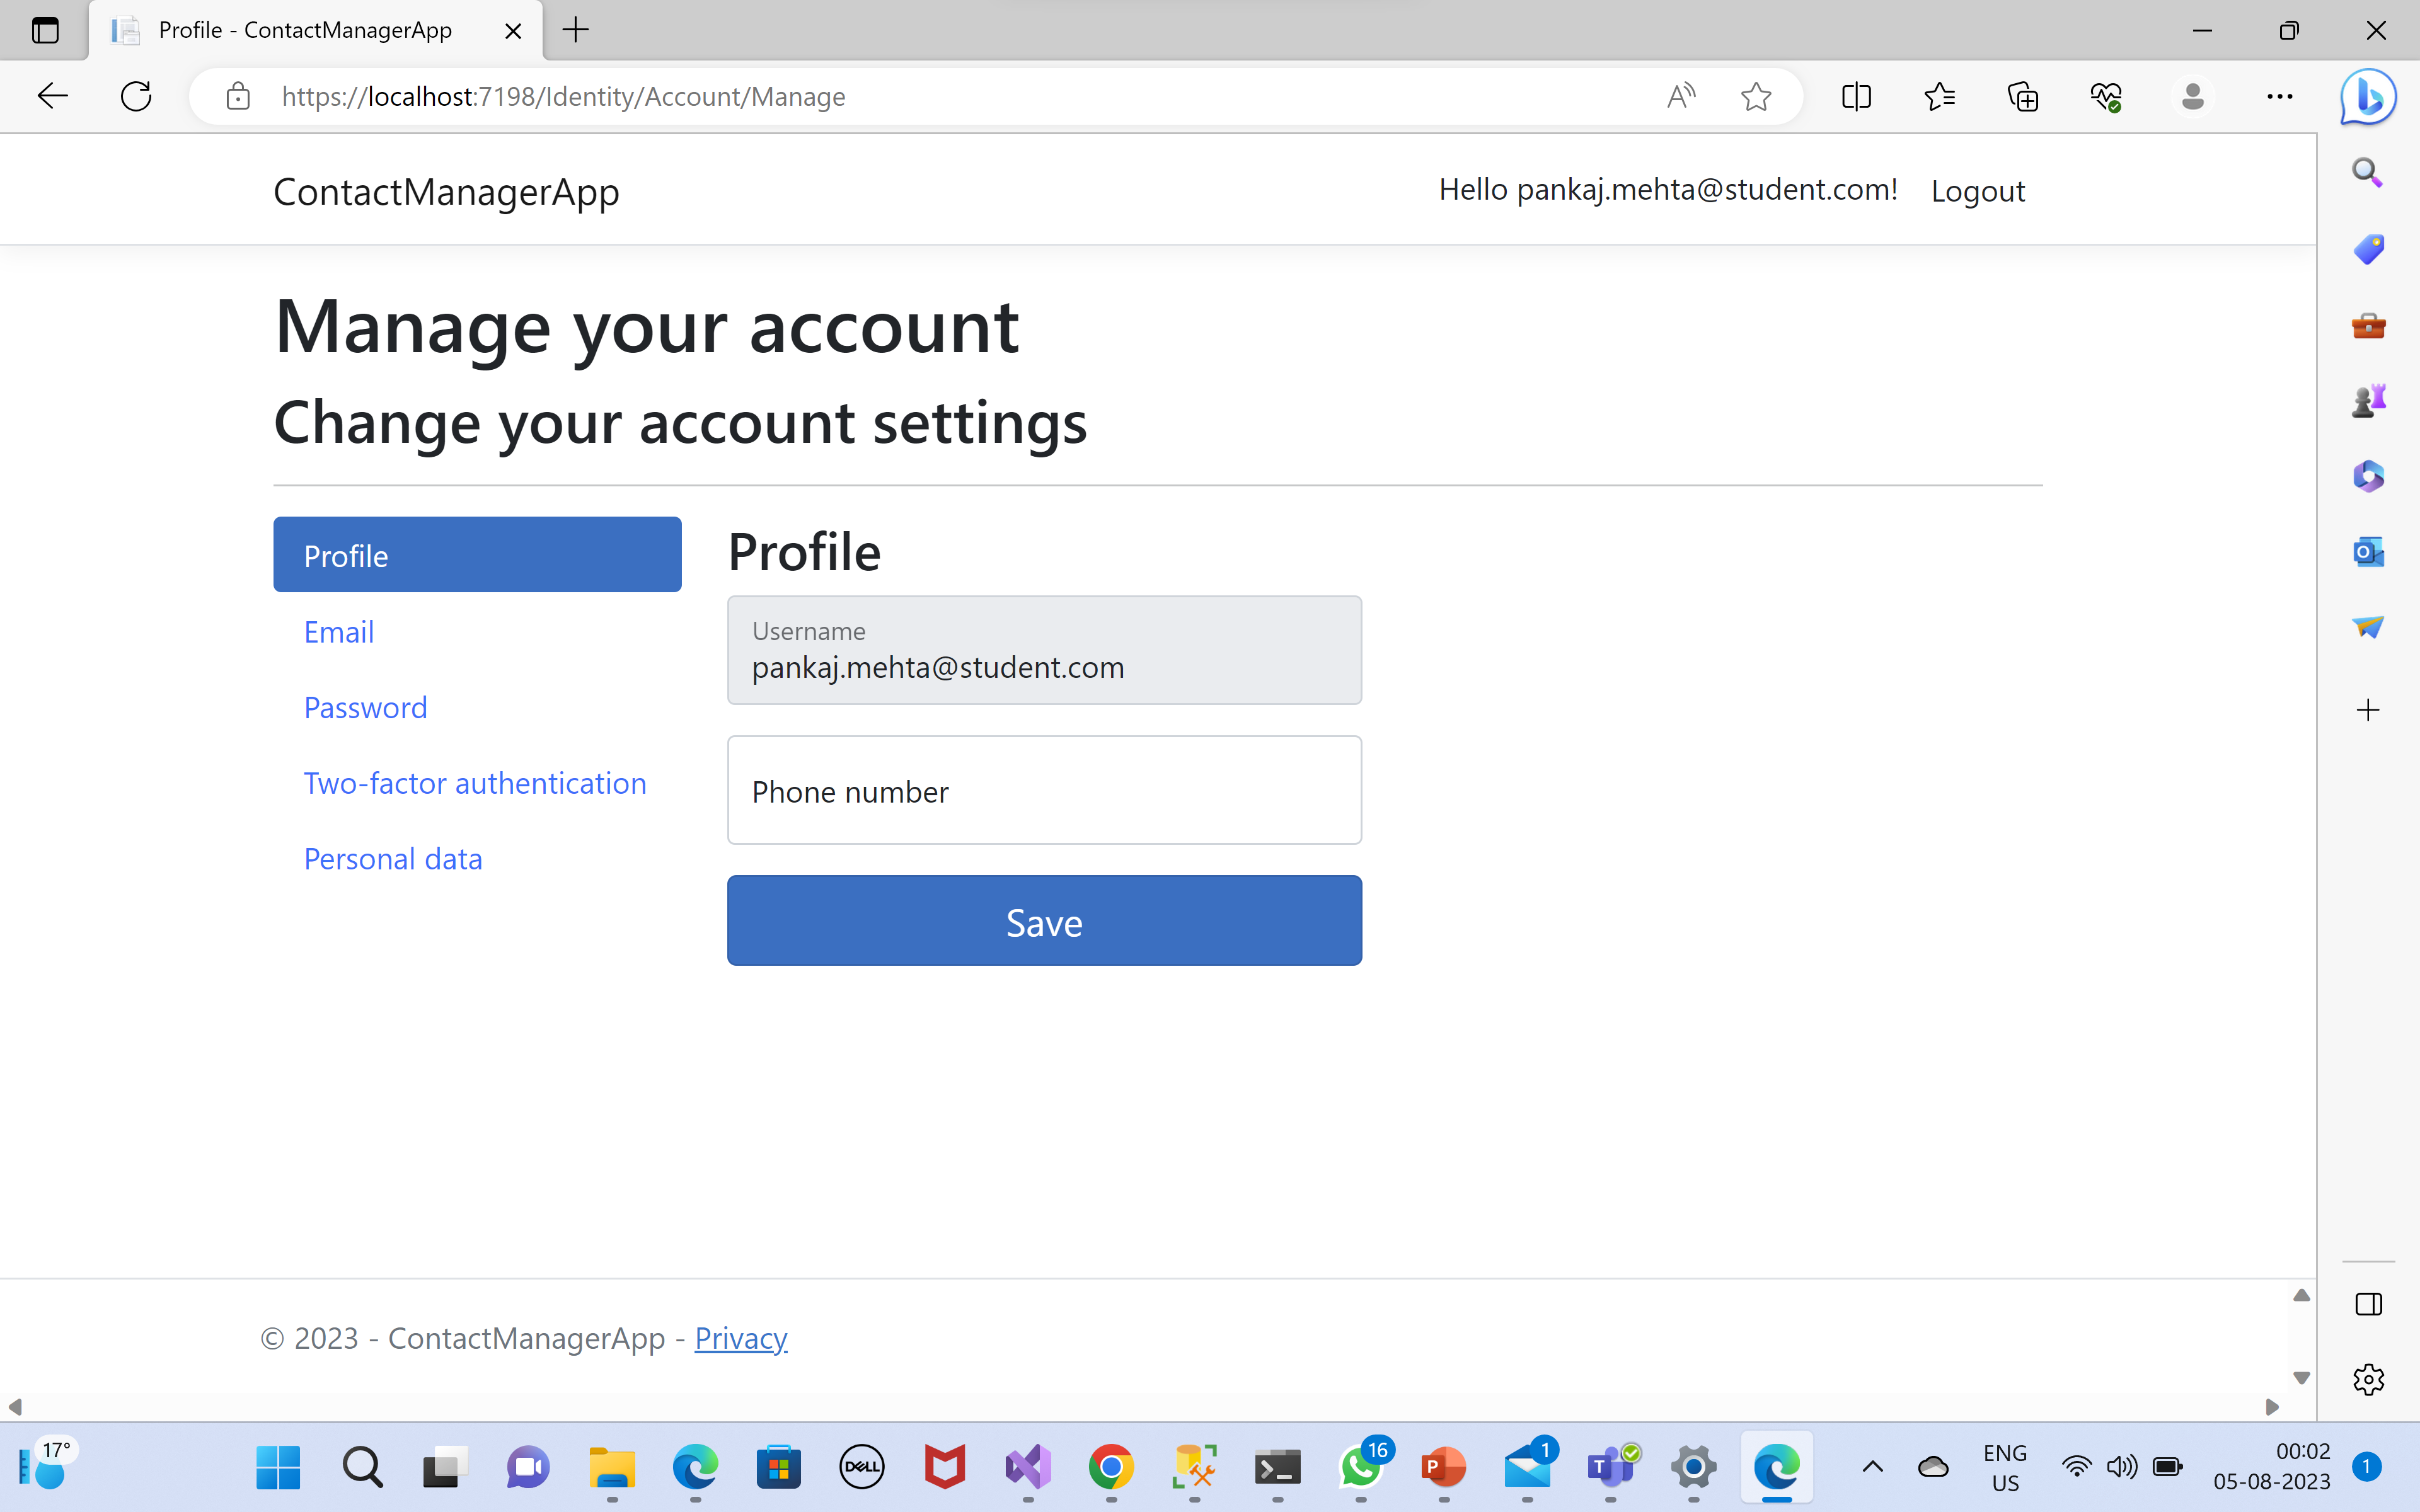 Profile - ContactManagerApp
https://localhost:7198/Identity/Account/Manage
ContactManagerApp
Hello pankaj.mehta@student.com!
Logout
Manage your account
Change your account settings
Profile
Email
Password
Two-factor authentication
Personal data
Profile
Username
pankaj.mehta@student.com
Phone number
Save
© 2023 - ContactManagerApp - Privacy
17°
DELL
16
P
1
T
ENG
US
00:02
05-08-2023
1